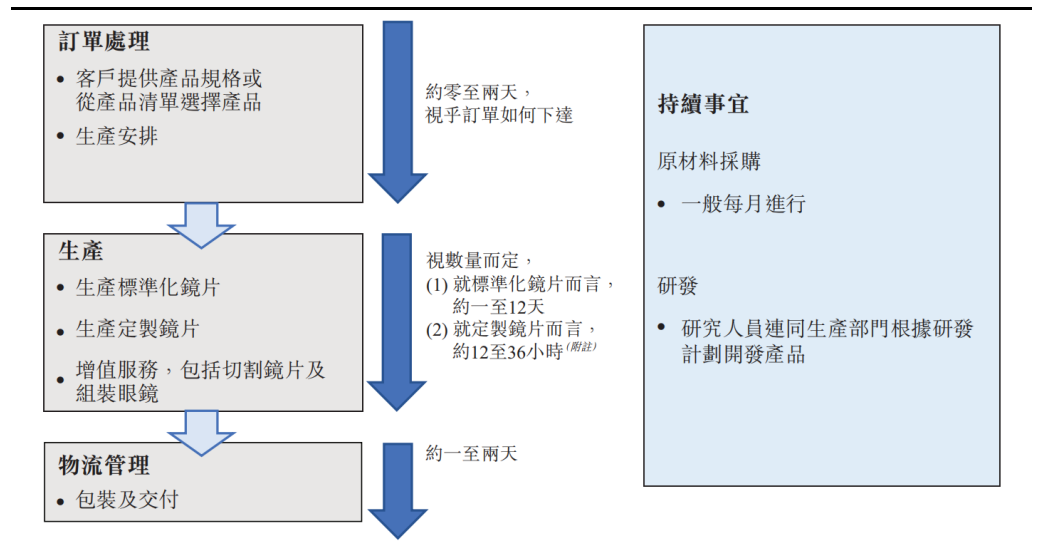 訂單處理
• 客戶提供產品規格或
從產品清單選擇產品
• 生產安排
約零至兩天，
視乎訂單如何下達
生產
• 生產標準化鏡片
• 生產定製鏡片
• 增值服務，包括切割鏡片及
組裝眼鏡
視數量而定，
(1) 就標準化鏡片而言，
約一至12天
(2) 就定製鏡片而言，
約12至36小時(附註)
物流管理
• 包裝及交付
約一至兩天
持續事宜
原材料採購
• 一般每月進行
研發
• 研究人員連同生產部門根據研發
計劃開發產品